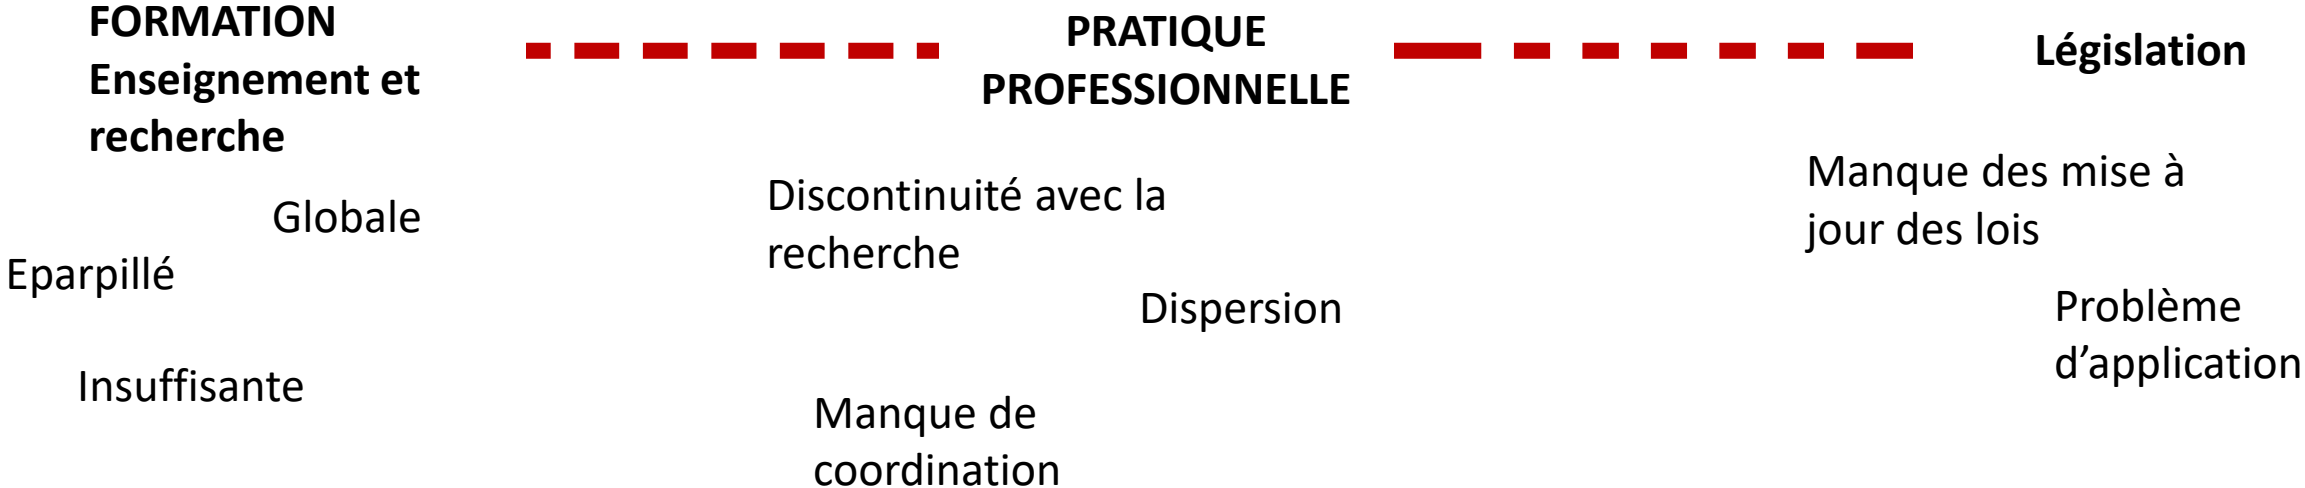 FORMATION
Enseignement et
recherche
Globale
Eparpillé
Insuffisante
PRATIQUE
PROFESSIONNELLE
Discontinuité avec la
recherche
Dispersion
Manque de
coordination
Législation
Manque des mise à
jour des lois
Problème
d’application